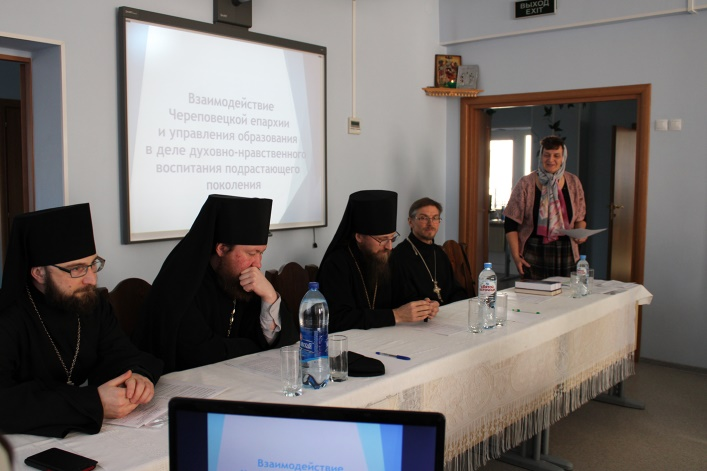 ВЫХОД
EXIT
Взаимодействие
Череповецкой епархии
и управления образования
в деле духовно-нравственного
воспитания подрастающего
поколения
Взаимодействие